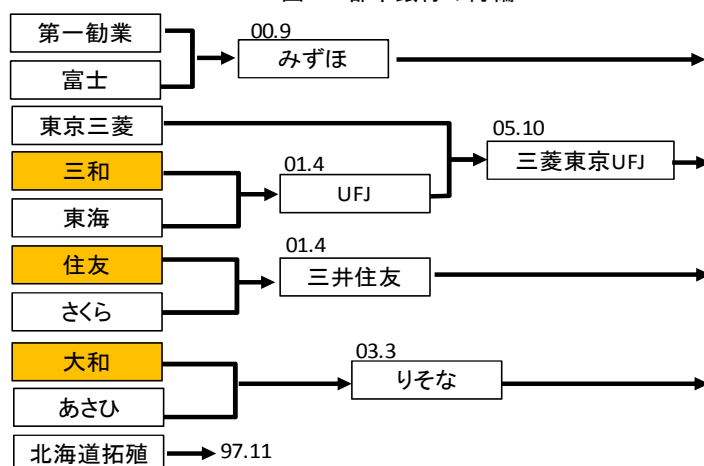 第一勧業
00.9
みずほ
富士
東京三菱
05.10
三菱東京UFJ
三和
01.4
UFJ
東海
住友
01.4
三井住友
さくら
大和
03.3
りそな
あさひ
北海道拓殖
97.11